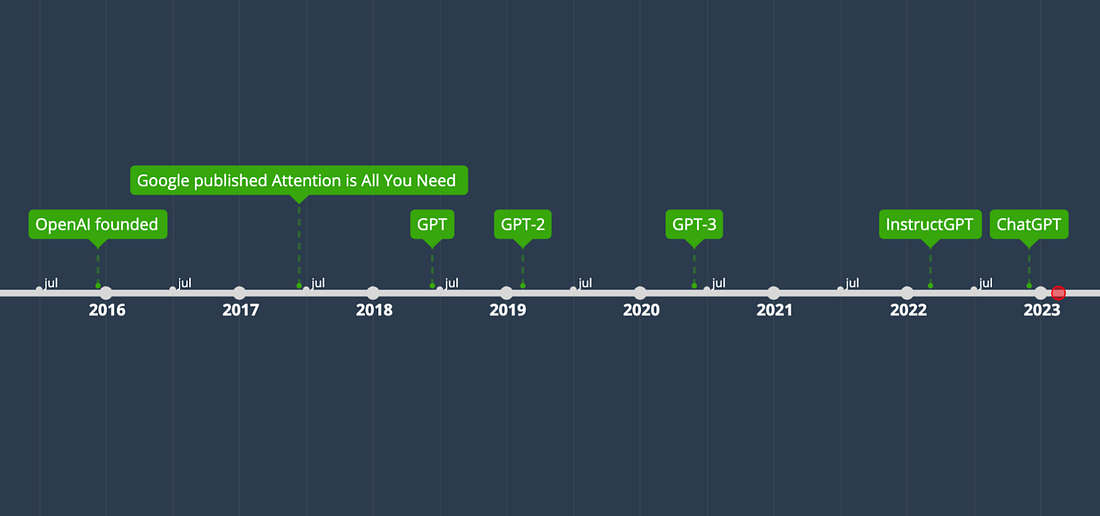 Google published Attention is All You Need
OpenAI founded
GPT
GPT-2
GPT-3
InstructGPT
ChatGPT
jul
jul
jul
jul
jul
jul
jul
jul
2016
2017
2018
2019
2020
2021
2022
2023